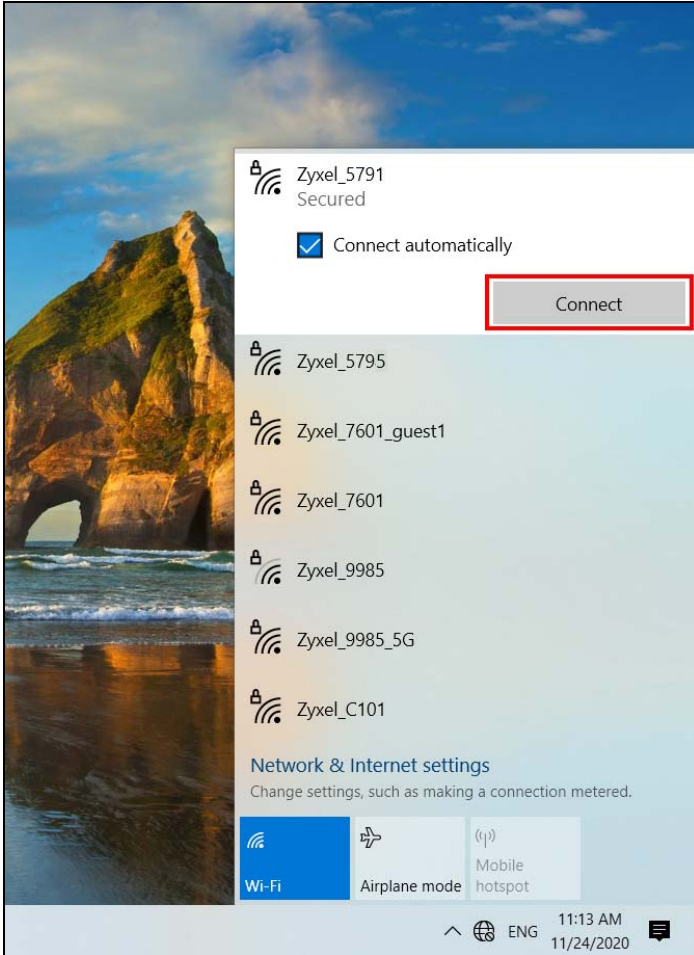 Zyxel_5791
Secured
Connect automatically
Connect
Zyxel_5795
Zyxel_7601_guest1
Zyxel_7601
Zyxel_9985
Zyxel_9985_5G
Zyxel_C101
Network & Internet settings
Change settings, such as making a connection metered.
Wi-Fi
Airplane mode
Mobile
hotspot
ENG
11:13 AM
11/24/2020